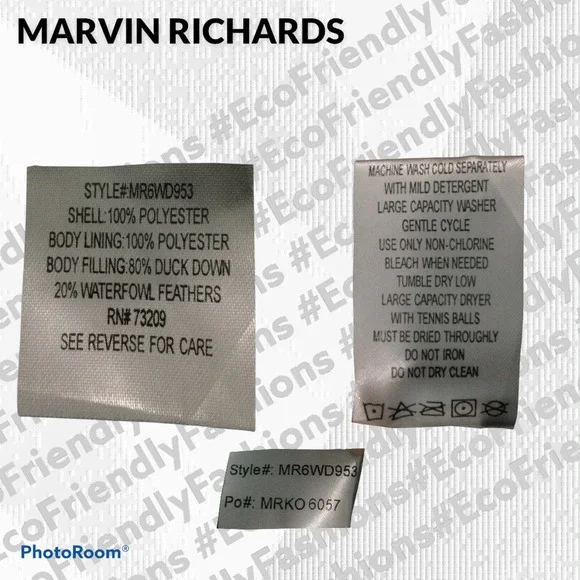 MARVIN RICHARDS
#EcoFriendlyFashions
STYLE#:MR6WD953
SHELL:100% POLYESTER
BODY LINING:100% POLYESTER
BODY FILLING:80% DUCK DOWN
20% WATERFOWL FEATHERS
RN# 73209
SEE REVERSE FOR CARE
MACHINE WASH COLD SEPARATELY
WITH MILD DETERGENT
LARGE CAPACITY WASHER
GENTLE CYCLE
USE ONLY NON-CHLORINE
BLEACH WHEN NEEDED
TUMBLE DRY LOW
LARGE CAPACITY DRYER
WITH TENNIS BALLS
MUST BE DRIED THROUGHLY
DO NOT IRON
DO NOT DRY CLEAN
Style#: MR6WD953
Po#: MRKO 6057
PhotoRoom®